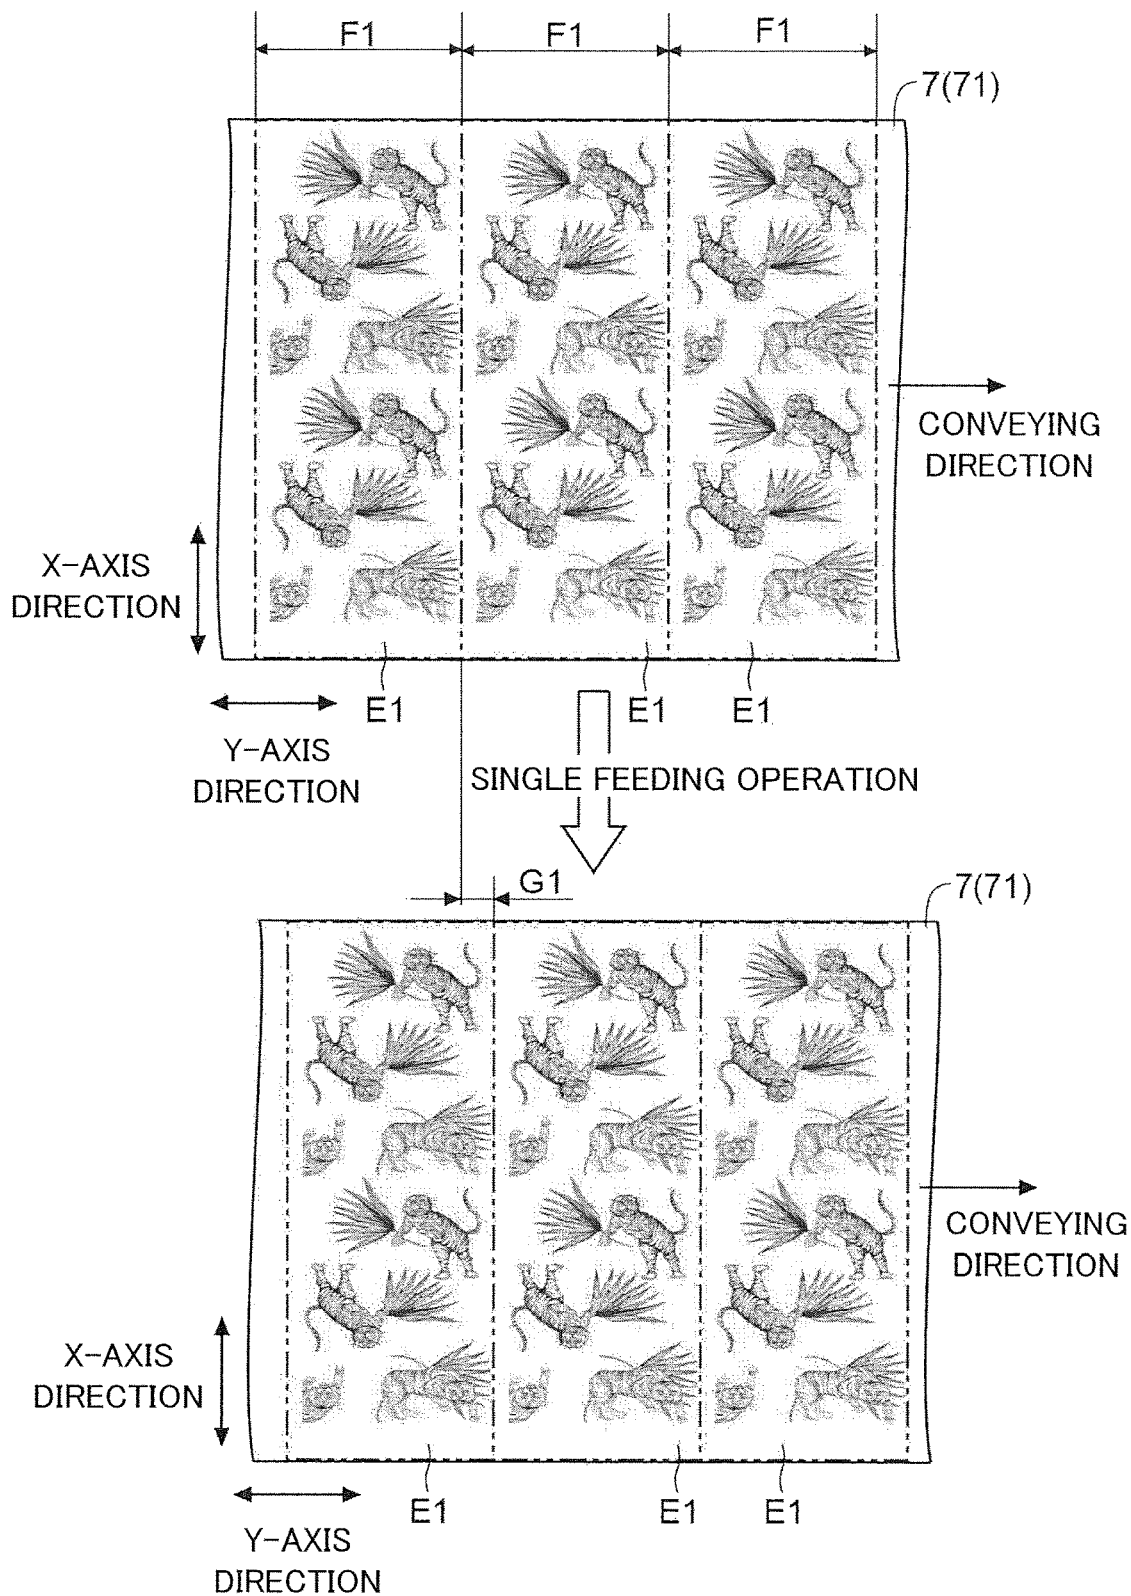 F1 F1 F1
7(71)
CONVEYING
DIRECTION
X-AXIS
DIRECTION
E1 E1 E1
Y-AXIS
DIRECTION
SINGLE FEEDING OPERATION
G1
7(71)
CONVEYING
DIRECTION
X-AXIS
DIRECTION
E1 E1 E1
Y-AXIS
DIRECTION